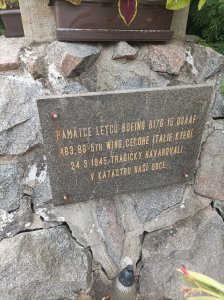 PAMÁTCE LETCŮ BOEING B17G 15 USAAF
463,BG-5th WING, CELONE ITALIE, KTEŘÍ
24.3.1945 TRAGICKY HAVAROVALI
V KATASTRU NAŠÍ OBCE.